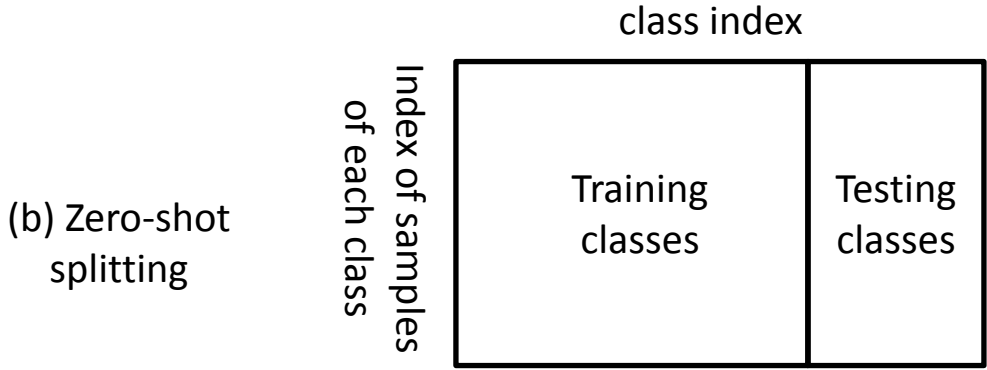 class index
(b) Zero-shot
splitting
Index of samples
of each class
Training
classes
Testing
classes